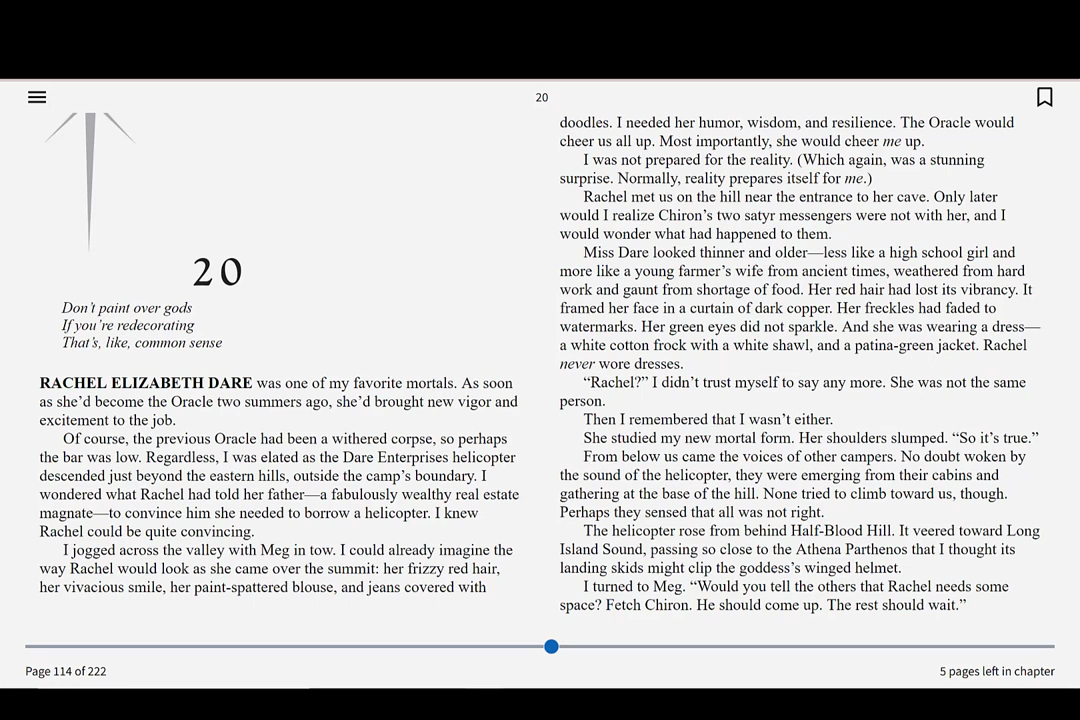 20
20
Don’t paint over gods
If you’re redecorating
That’s, like, common sense
RACHEL ELIZABETH DARE was one of my favorite mortals. As soon
as she’d become the Oracle two summers ago, she’d brought new vigor and
excitement to the job.
Of course, the previous Oracle had been a withered corpse, so perhaps
the bar was low. Regardless, I was elated as the Dare Enterprises helicopter
descended just beyond the eastern hills, outside the camp’s boundary. I
wondered what Rachel had told her father—a fabulously wealthy real estate
magnate—to convince him she needed to borrow a helicopter. I knew
Rachel could be quite convincing.
I jogged across the valley with Meg in tow. I could already imagine the
way Rachel would look as she came over the summit: her frizzy red hair,
her vivacious smile, her paint-spattered blouse, and jeans covered with
doodles. I needed her humor, wisdom, and resilience. The Oracle would
cheer us all up. Most importantly, she would cheer me up.
I was not prepared for the reality. (Which again, was a stunning
surprise. Normally, reality prepares itself for me.)
Rachel met us on the hill near the entrance to her cave. Only later
would I realize Chiron’s two satyr messengers were not with her, and I
would wonder what had happened to them.
Miss Dare looked thinner and older—less like a high school girl and
more like a young farmer’s wife from ancient times, weathered from hard
work and gaunt from shortage of food. Her red hair had lost its vibrancy. It
framed her face in a curtain of dark copper. Her freckles had faded to
watermarks. Her green eyes did not sparkle. And she was wearing a dress—
a white cotton frock with a white shawl, and a patina-green jacket. Rachel
never wore dresses.
“Rachel?” I didn’t trust myself to say any more. She was not the same
person.
Then I remembered that I wasn’t either.
She studied my new mortal form. Her shoulders slumped. “So it’s true.”
From below us came the voices of other campers. No doubt woken by
the sound of the helicopter, they were emerging from their cabins and
gathering at the base of the hill. None tried to climb toward us, though.
Perhaps they sensed that all was not right.
The helicopter rose from behind Half-Blood Hill. It veered toward Long
Island Sound, passing so close to the Athena Parthenos that I thought its
landing skids might clip the goddess’s winged helmet.
I turned to Meg. “Would you tell the others that Rachel needs some
space? Fetch Chiron. He should come up. The rest should wait.”
Page 114 of 222
5 pages left in chapter